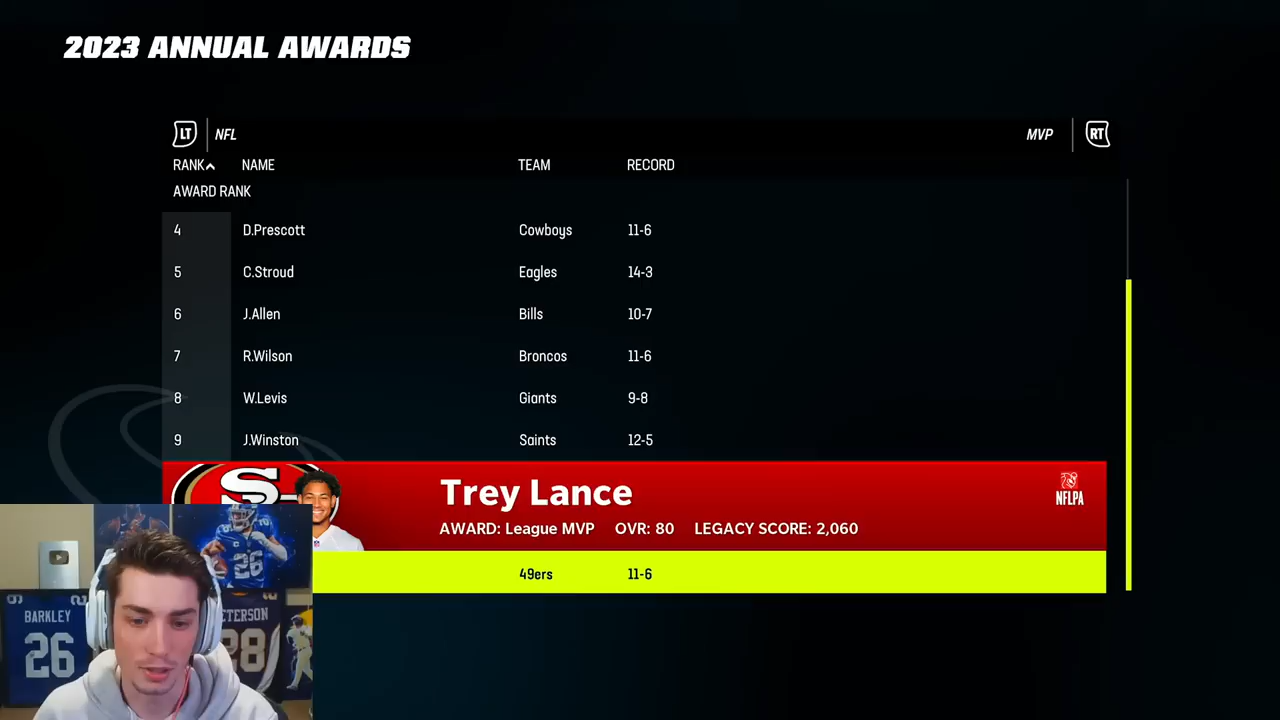 2023 ANNUAL AWARDS
LT NFL MVP RT
RANK NAME TEAM RECORD
AWARD RANK
4 D.Prescott Cowboys 11-6
5 C.Stroud Eagles 14-3
6 J.Allen Bills 10-7
7 R.Wilson Broncos 11-6
8 W.Levis Giants 9-8
9 J.Winston Saints 12-5
Trey Lance
NFLPA
AWARD: League MVP OVR: 80 LEGACY SCORE: 2,060
49ers 11-6
26
BARKLEY
26
ETERSON
28